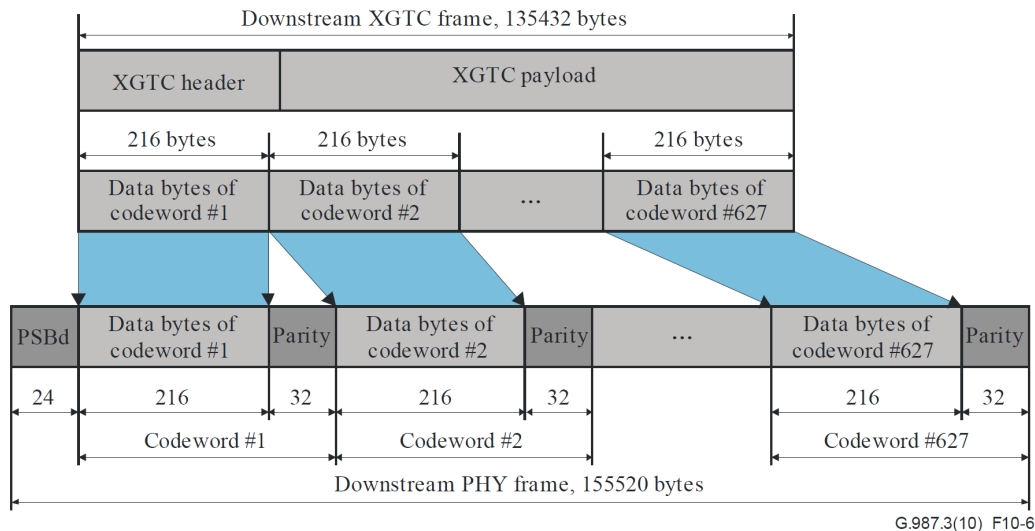 Downstream XGTC frame, 135432 bytes
XGTC header
XGTC payload
216 bytes
216 bytes
216 bytes
Data bytes of
codeword #1
Data bytes of
codeword #2
...
Data bytes of
codeword #627
PSBd
Data bytes of
codeword #1
Parity
Data bytes of
codeword #2
Parity
...
Data bytes of
codeword #627
Parity
24
216
32
216
32
216
32
Codeword #1
Codeword #2
Codeword #627
Downstream PHY frame, 155520 bytes
G.987.3(10)_F10-6